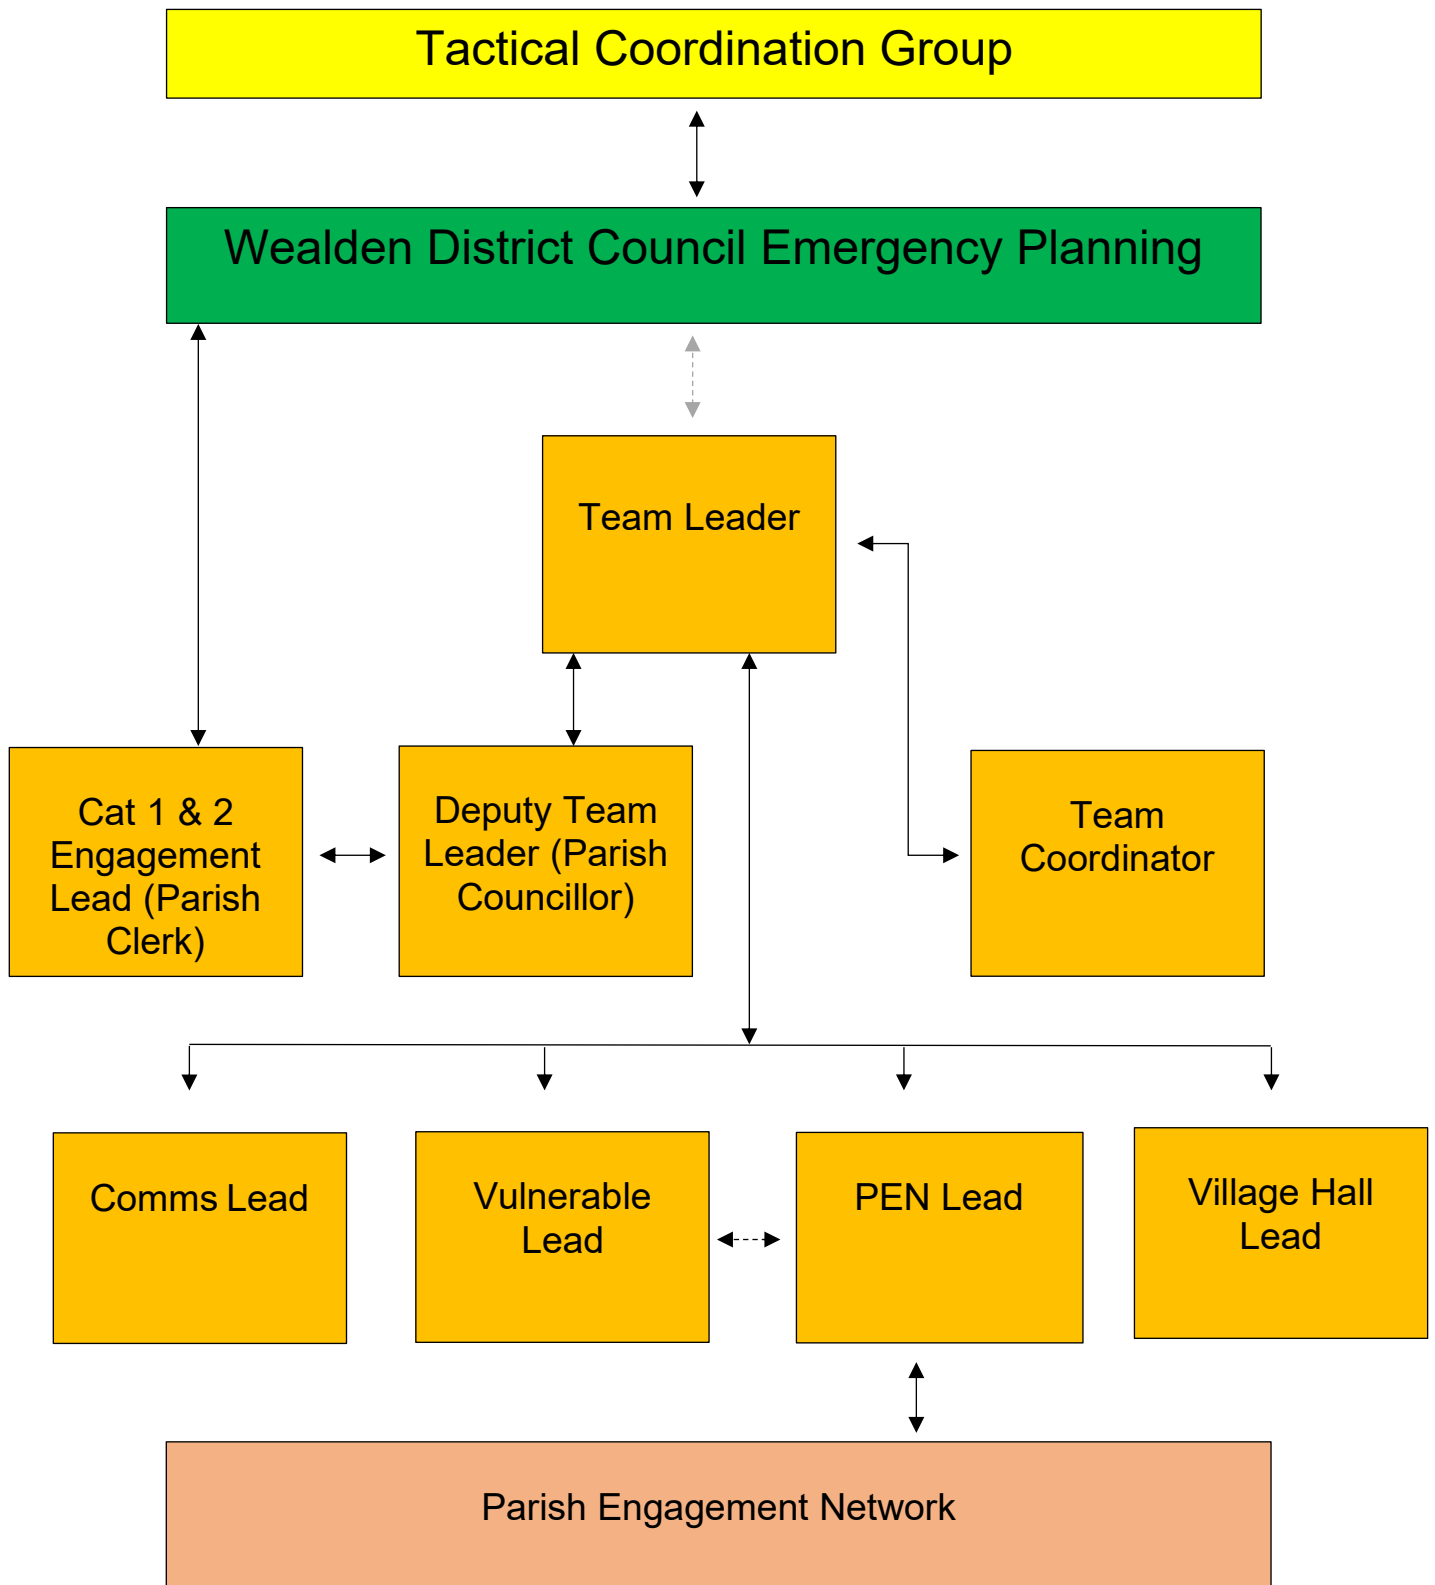 Tactical Coordination Group
Wealden District Council Emergency Planning
Team Leader
Cat 1 & 2
Engagement
Lead (Parish
Clerk)
Deputy Team
Leader (Parish
Councillor)
Team
Coordinator
Comms Lead
Vulnerable
Lead
PEN Lead
Village Hall
Lead
Parish Engagement Network